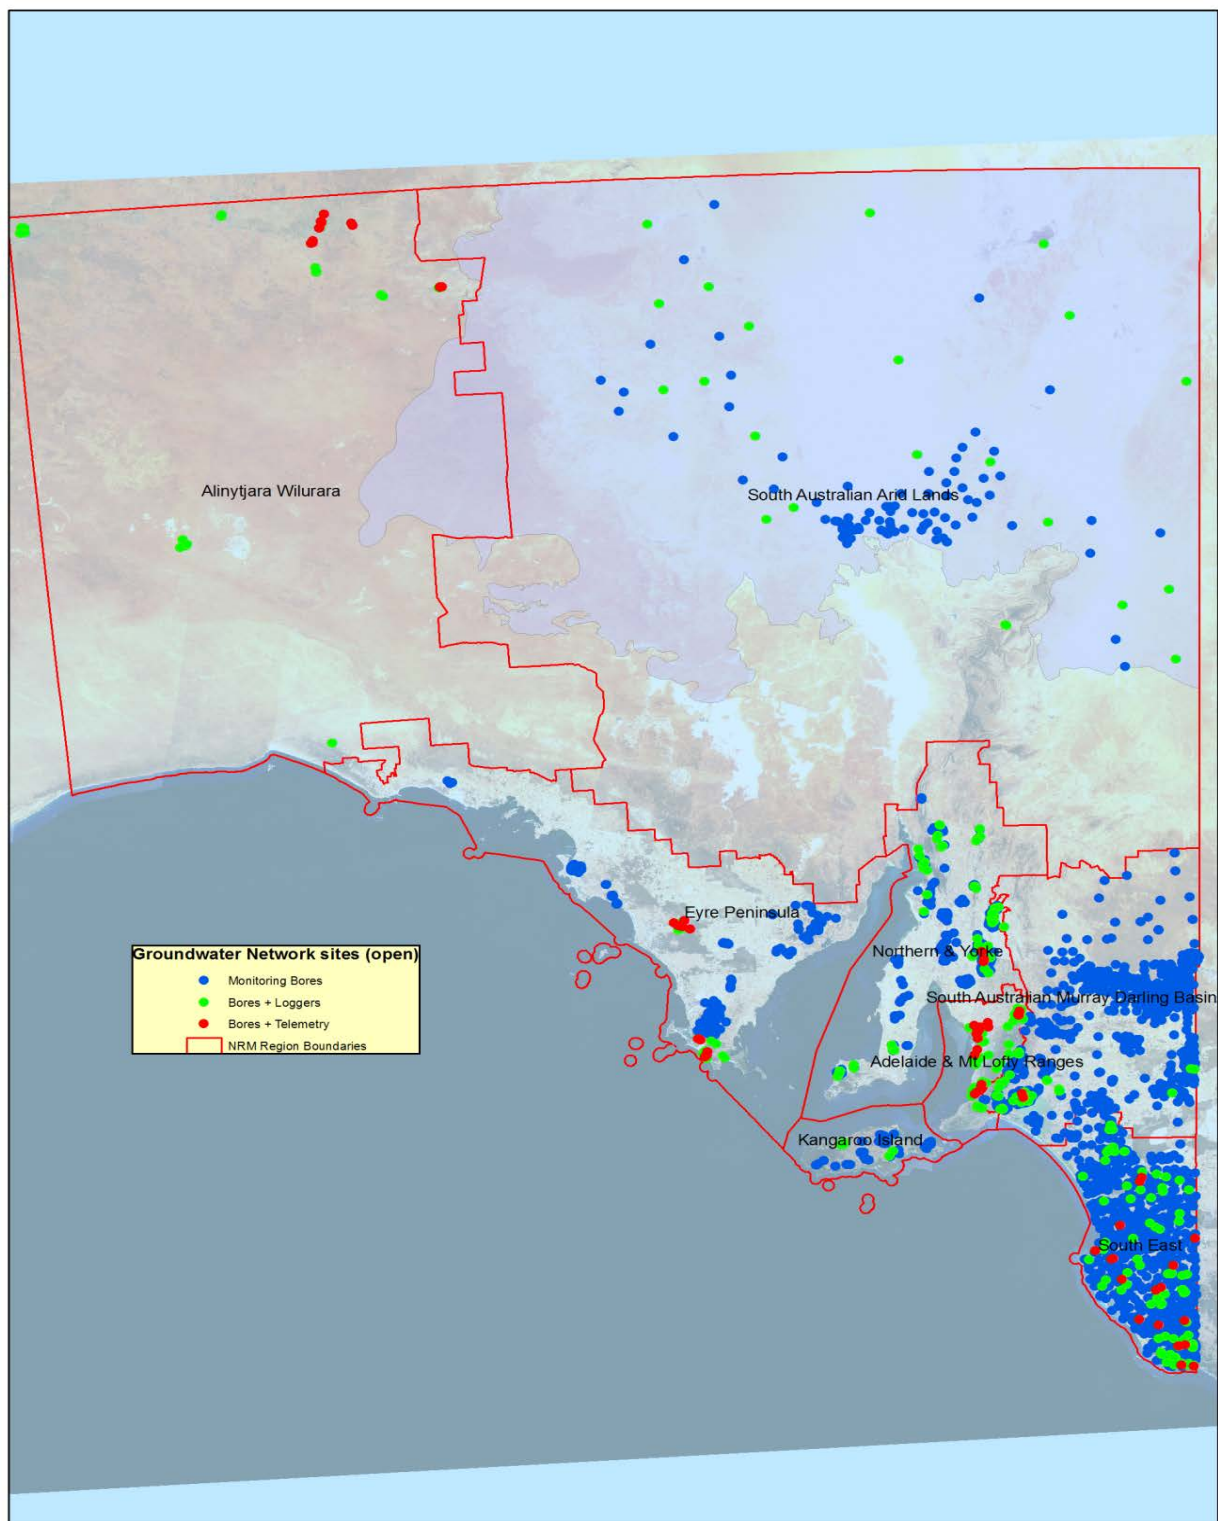 Alinytjara Wilurara
South Australian Arid Lands
Eyre Peninsula
Groundwater Network sites (open)
Monitoring Bores
Bores + Loggers
Bores + Telemetry
NRM Region Boundaries
Northern & Yorke
South Australian Murray Darling Basin
Adelaide & Mt Lofty Ranges
Kangaroo Island
South East